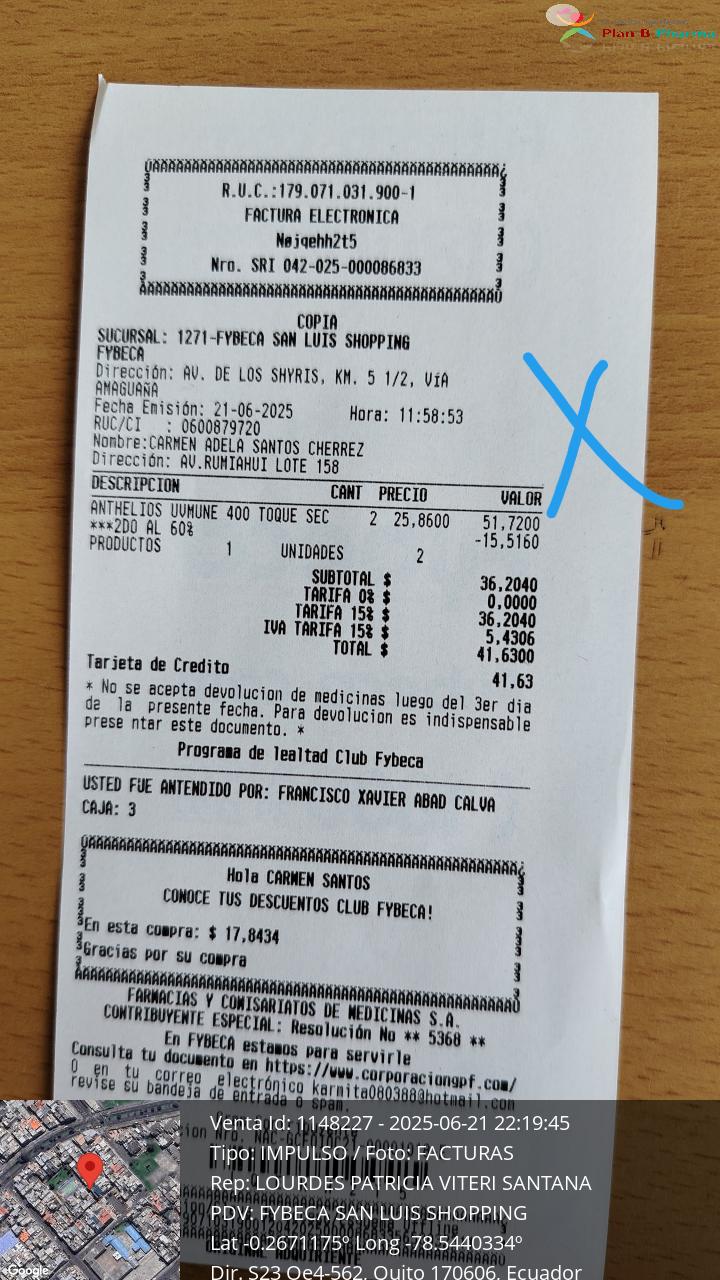 Plan B Pharma
R.U.C.:179.071.031.900-1
FACTURA ELECTRONICA
Nøjqehh2t5
Nro. SRI 042-025-000086833
COPIA
SUCURSAL: 1271-FYBECA SAN LUIS SHOPPING
FYBECA
Dirección: AV. DE LOS SHYRIS, KM. 5 1/2, VíA
AMAGUAÑA
Fecha Emisión: 21-06-2025 Hora: 11:58:53
RUC/CI : 0600879720
Nombre:CARMEN ADELA SANTOS CHERREZ
Dirección: AV.RUMIAHUI LOTE 158
DESCRIPCION CANT PRECIO VALOR
ANTHELIOS UVMUNE 400 TOQUE SEC 2 25,8600 51,7200
***2DO AL 60% -15,5160
PRODUCTOS 1 UNIDADES 2
SUBTOTAL $ 36,2040
TARIFA 0% $ 0,0000
TARIFA 15% $ 36,2040
IVA TARIFA 15% $ 5,4306
TOTAL $ 41,6300
Tarjeta de Credito 41,63
* No se acepta devolucion de medicinas luego del 3er dia
de la presente fecha. Para devolucion es indispensable
prese ntar este documento. *
Programa de lealtad Club Fybeca
USTED FUE ANTENDIDO POR: FRANCISCO XAVIER ABAD CALVA
CAJA: 3
Hola CARMEN SANTOS
CONOCE TUS DESCUENTOS CLUB FYBECA!
En esta compra: $ 17,8434
Gracias por su compra
FARMACIAS Y COMISARIATOS DE MEDICINAS S.A.
CONTRIBUYENTE ESPECIAL: Resolución No ** 5368 **
En FYBECA estamos para servirle
Consulta tu documento en https://www.corporaciongpf.com/
O en tu correo electrónico karmita080388@hotmail.com
revise su bandeja de entrada o spam.
Venta Id: 1148227 - 2025-06-21 22:19:45
Tipo: IMPULSO / Foto: FACTURAS
Rep: LOURDES PATRICIA VITERI SANTANA
PDV: FYBECA SAN LUIS SHOPPING
Lat -0.2671175º Long -78.5440334º
Dir. S23 Oe4-562, Quito 170606, Ecuador
Google